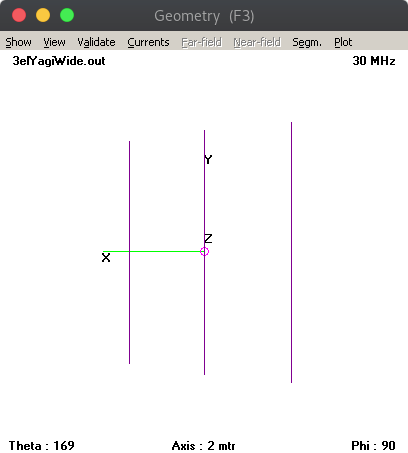 Geometry (F3)
Show View Validate Currents Far-field Near-field Segm. Plot
3elYagiWide.out 30 MHz
Y
Z
X
Theta : 169 Axis : 2 mtr Phi : 90